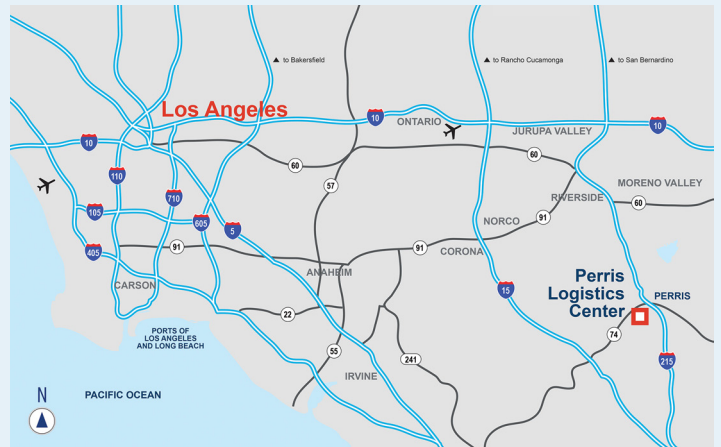 ▲ to Bakersfield
▲ to Rancho Cucamonga
▲ to San Bernardino
Los Angeles
10
ONTARIO
10
JURUPA VALLEY
10
60
60
110
57
RIVERSIDE
MORENO VALLEY
710
60
105
605
5
NORCO
91
405
91
91
CORONA
ANAHEIM
CARSON
Perris
Logistics
Center
PERRIS
15
22
PORTS OF
LOS ANGELES
AND LONG BEACH
55
241
74
215
IRVINE
N
PACIFIC OCEAN